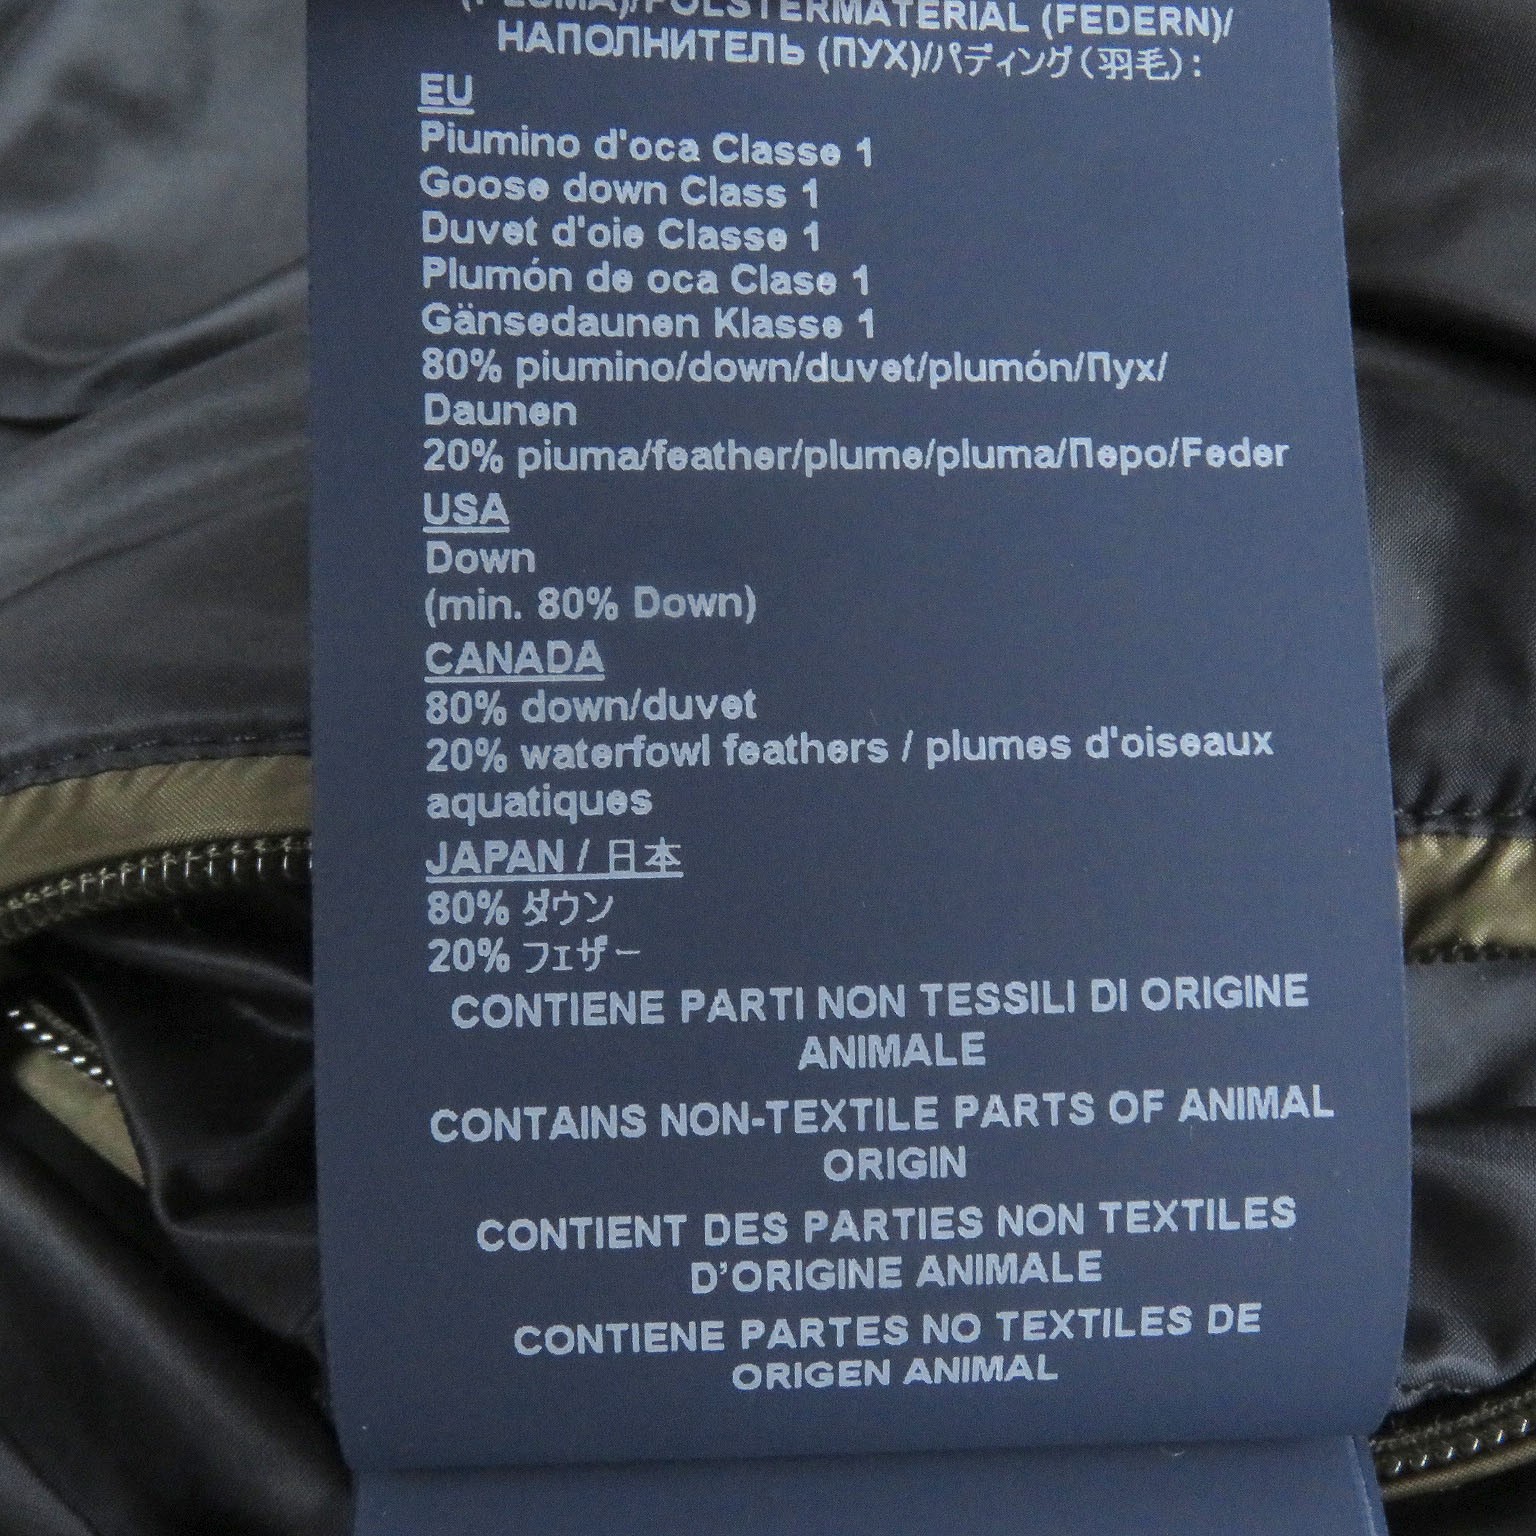 (PLUMA)/POLSTERMATERIAL (FEDERN)/
НАПОЛНИТЕЛЬ (ПУХ)/パディング(羽毛):
EU
Piumino d'oca Classe 1
Goose down Class 1
Duvet d'oie Classe 1
Plumón de oca Clase 1
Gänsedaunen Klasse 1
80% piumino/down/duvet/plumón/Пух/
Daunen
20% piuma/feather/plume/pluma/Перо/Feder
USA
Down
(min. 80% Down)
CANADA
80% down/duvet
20% waterfowl feathers / plumes d'oiseaux
aquatiques
JAPAN / 日本
80% ダウン
20% フェザー
CONTIENE PARTI NON TESSILI DI ORIGINE
ANIMALE
CONTAINS NON-TEXTILE PARTS OF ANIMAL
ORIGIN
CONTIENT DES PARTIES NON TEXTILES
D'ORIGINE ANIMALE
CONTIENE PARTES NO TEXTILES DE
ORIGEN ANIMAL